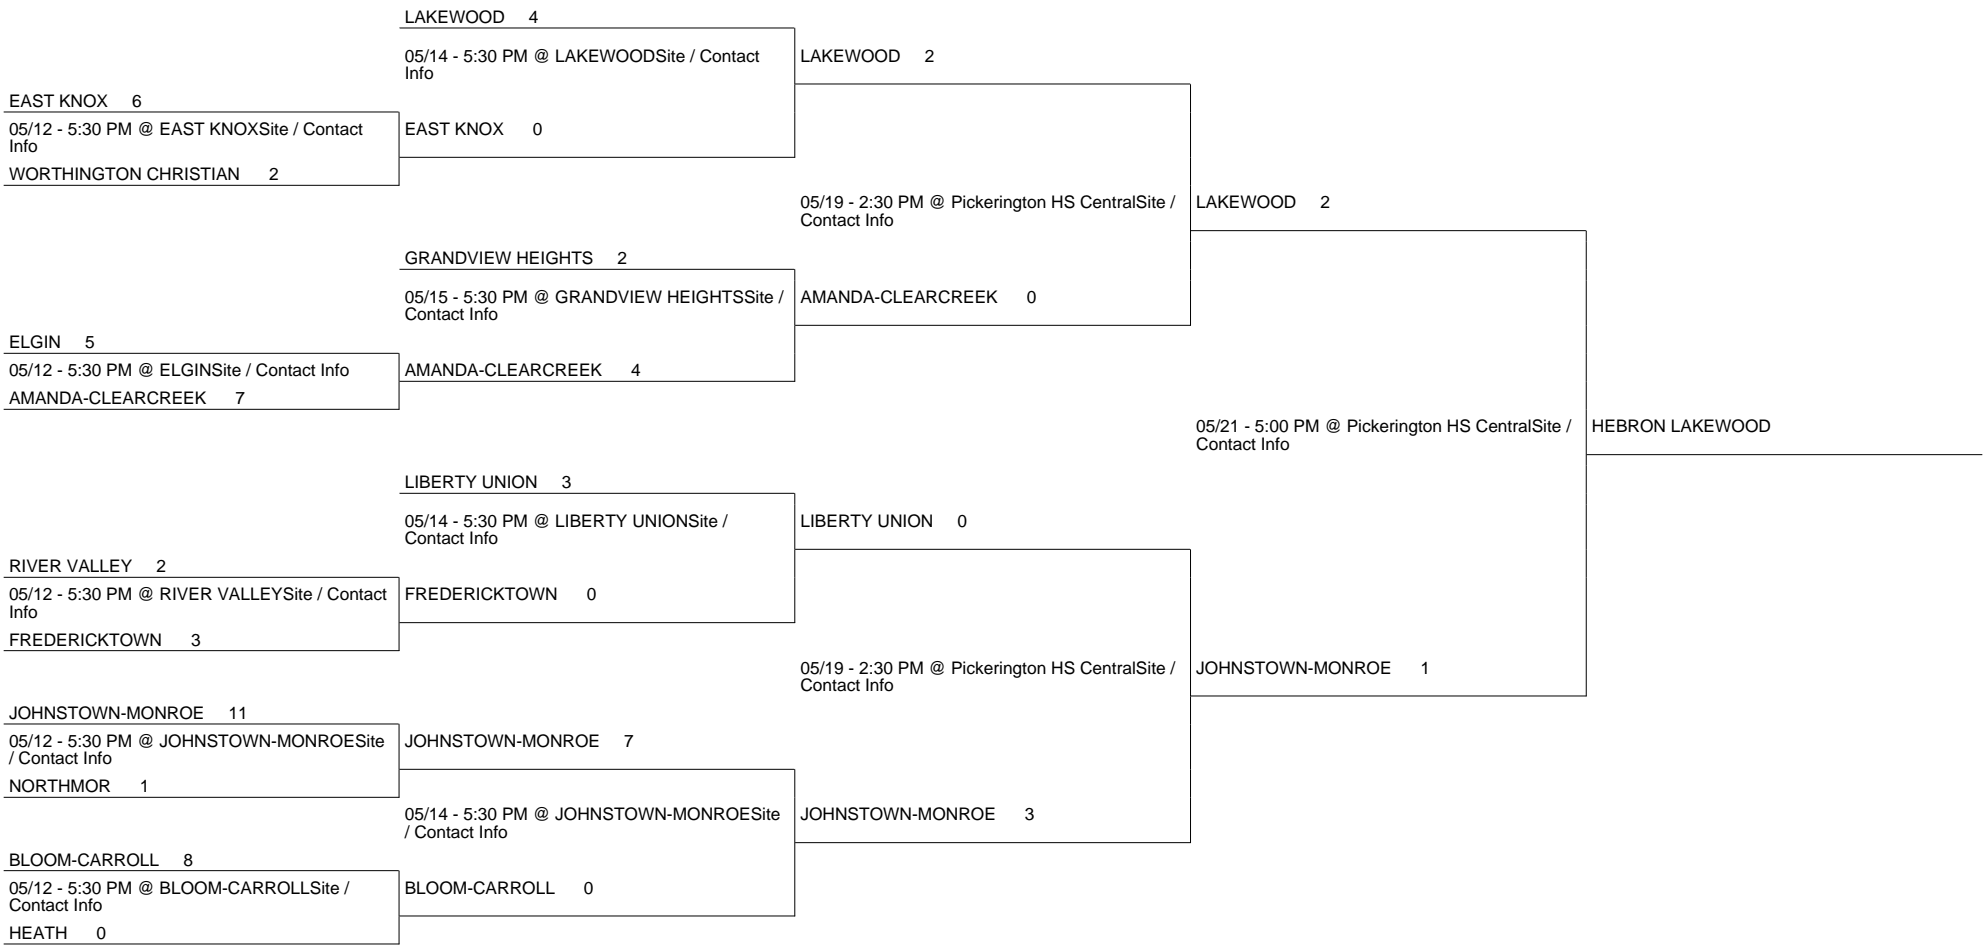 LAKEWOOD 4
05/14 - 5:30 PM @ LAKEWOODSite / Contact
Info
LAKEWOOD 2
EAST KNOX 6
05/12 - 5:30 PM @ EAST KNOXSite / Contact
Info
EAST KNOX 0
WORTHINGTON CHRISTIAN 2
05/19 - 2:30 PM @ Pickerington HS CentralSite /
Contact Info
LAKEWOOD 2
GRANDVIEW HEIGHTS 2
05/15 - 5:30 PM @ GRANDVIEW HEIGHTSSite /
Contact Info
AMANDA-CLEARCREEK 0
ELGIN 5
05/12 - 5:30 PM @ ELGINSite / Contact Info
AMANDA-CLEARCREEK 4
AMANDA-CLEARCREEK 7
05/21 - 5:00 PM @ Pickerington HS CentralSite /
Contact Info
HEBRON LAKEWOOD
LIBERTY UNION 3
05/14 - 5:30 PM @ LIBERTY UNIONSite /
Contact Info
LIBERTY UNION 0
RIVER VALLEY 2
05/12 - 5:30 PM @ RIVER VALLEYSite / Contact
Info
FREDERICKTOWN 0
FREDERICKTOWN 3
05/19 - 2:30 PM @ Pickerington HS CentralSite /
Contact Info
JOHNSTOWN-MONROE 1
JOHNSTOWN-MONROE 11
05/12 - 5:30 PM @ JOHNSTOWN-MONROESite
/ Contact Info
JOHNSTOWN-MONROE 7
NORTHMOR 1
05/14 - 5:30 PM @ JOHNSTOWN-MONROESite
/ Contact Info
JOHNSTOWN-MONROE 3
BLOOM-CARROLL 8
05/12 - 5:30 PM @ BLOOM-CARROLLSite /
Contact Info
BLOOM-CARROLL 0
HEATH 0